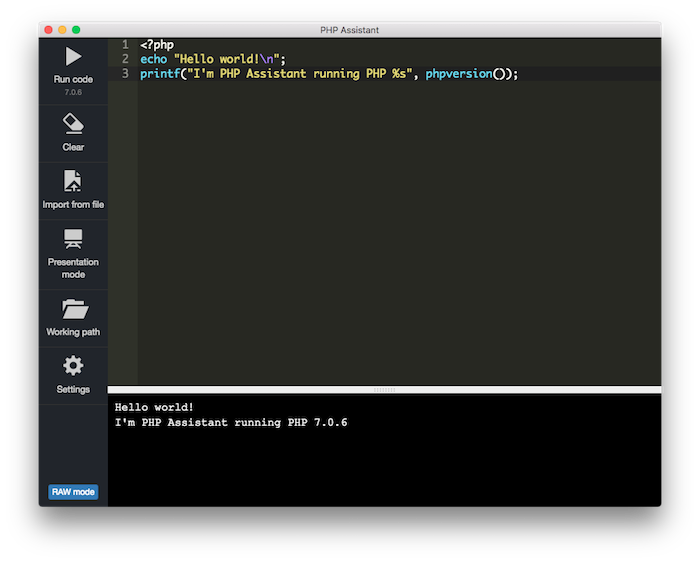 PHP Assistant
Run code
7.0.6
Clear
Import from file
Presentation
mode
Working path
Settings
RAW mode
1 <?php
2 echo "Hello world!\n";
3 printf("I'm PHP Assistant running PHP %s", phpversion());
Hello world!
I'm PHP Assistant running PHP 7.0.6